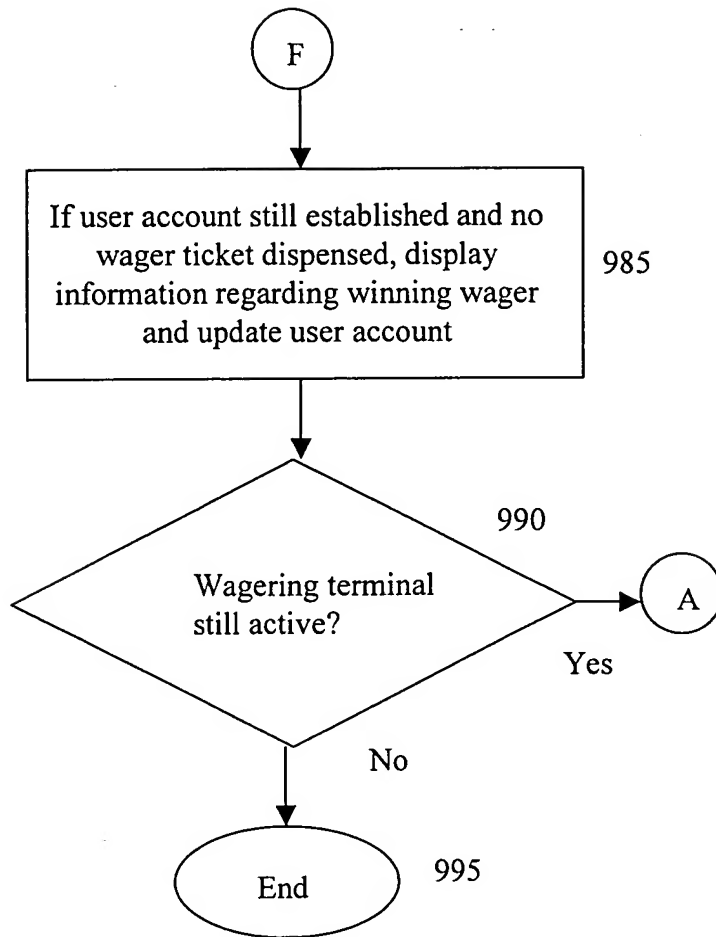 F
If user account still established and no
wager ticket dispensed, display
information regarding winning wager
and update user account
985
990
Wagering terminal
still active?
A
Yes
No
End
995